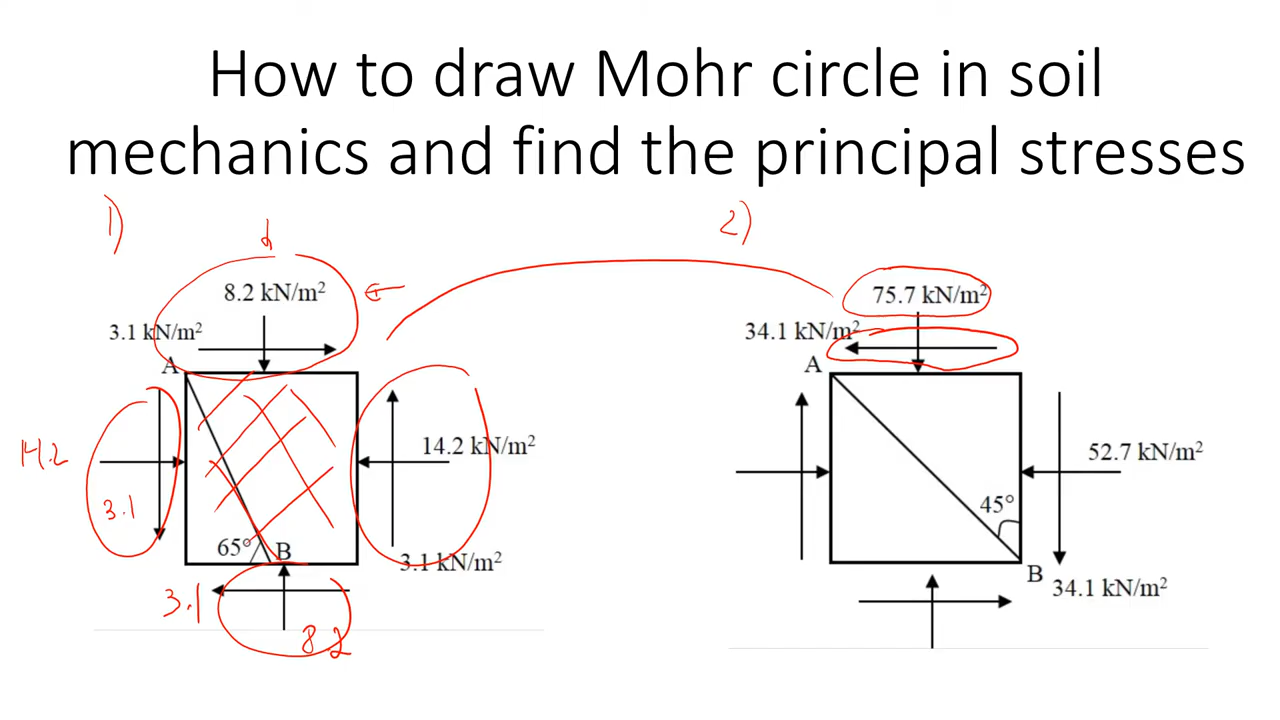 How to draw Mohr circle in soil
mechanics and find the principal stresses
1)
2)
8.2 kN/m²
75.7 kN/m²
3.1 kN/m²
34.1 kN/m²
A
A
14.2
14.2 kN/m²
52.7 kN/m²
3.1
45°
65°
B
3.1 kN/m²
B
34.1 kN/m²
3.1
8.2